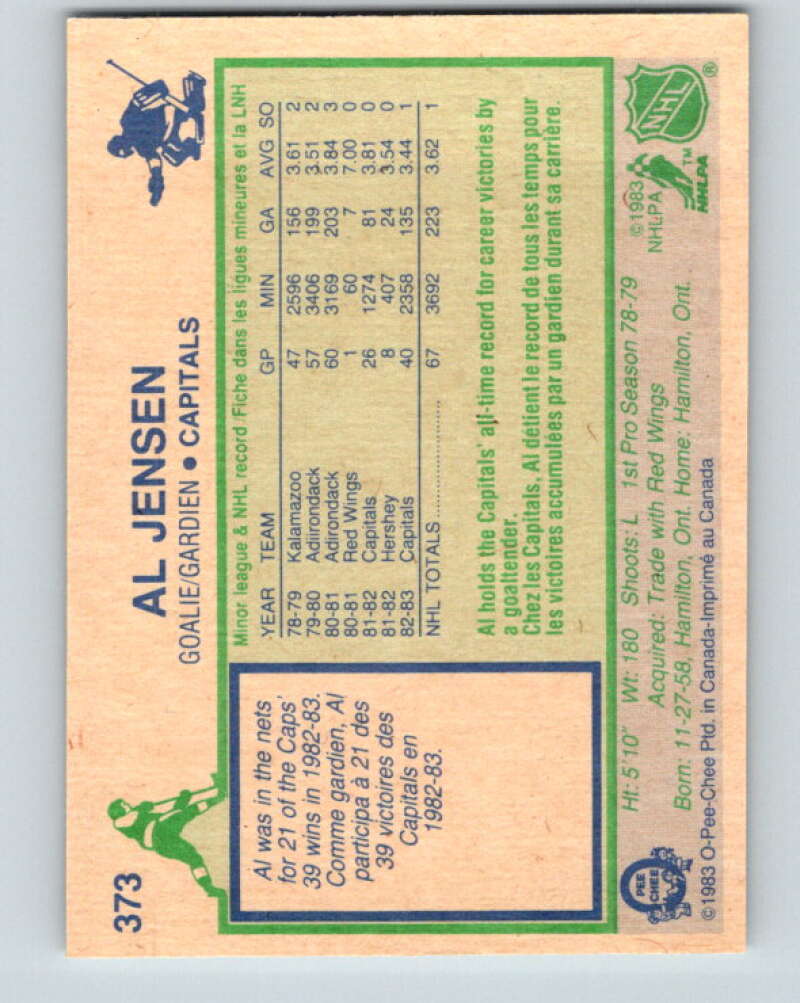 373
AL JENSEN
GOALIE/GARDIEN • CAPITALS
Al was in the nets
for 21 of the Caps'
39 wins in 1982-83.
Comme gardien, Al
participa à 21 des
39 victoires des
Capitals en
1982-83.
Minor league & NHL record/Fiche dans les ligues mineures et la LNH
YEAR TEAM GP MIN GA AVG SO
78-79 Kalamazoo 47 2596 156 3.61 2
79-80 Adiirondack 57 3406 199 3.51 2
80-81 Adirondack 60 3169 203 3.84 3
80-81 Red Wings 1 60 7 7.00 0
81-82 Capitals 26 1274 81 3.81 0
81-82 Hershey 8 407 24 3.54 0
82-83 Capitals 40 2358 135 3.44 1
NHL TOTALS 67 3692 223 3.62 1
Al holds the Capitals' all-time record for career victories by
a goaltender.
Chez les Capitals, Al détient le record de tous les temps pour
les victoires accumulées par un gardien durant sa carrière.
Ht: 5'10" Wt: 180 Shoots: L 1st Pro Season 78-79
Acquired: Trade with Red Wings
Born: 11-27-58, Hamilton, Ont. Home: Hamilton, Ont.
©1983 O-Pee-Chee Ptd. in Canada-Imprimé au Canada
PEE
CHEE
©1983
NHLPA
NHL ®
NHLPA ™